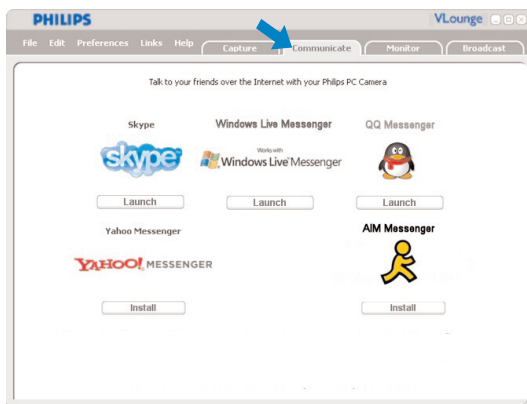 PHILIPS
VLounge
File Edit Preferences Links Help
Capture Communicate Monitor Broadcast
Talk to your friends over the Internet with your Philips PC Camera
Skype Windows Live Messenger QQ Messenger
skype
Works with
Windows Live Messenger
Launch Launch Launch
Yahoo Messenger AIM Messenger
YAHOO! MESSENGER
Install Install